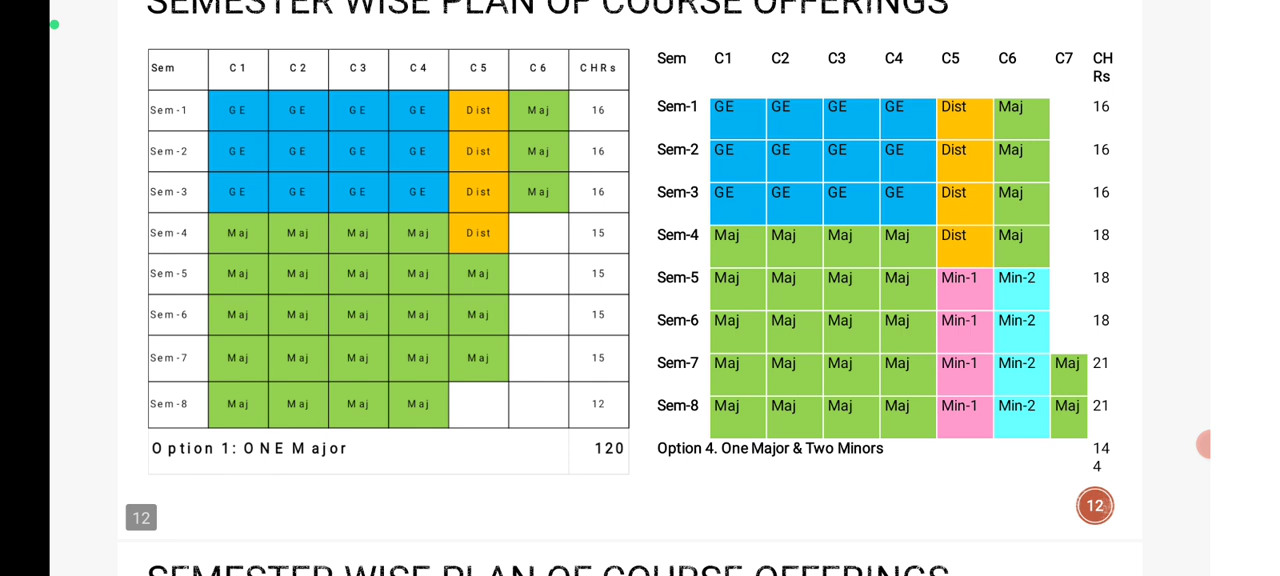 SEMESTER WISE PLAN OF COURSE OFFERINGS
Sem C1 C2 C3 C4 C5 C6 CHRs
Sem-1 GE GE GE GE Dist Maj 16
Sem-2 GE GE GE GE Dist Maj 16
Sem-3 GE GE GE GE Dist Maj 16
Sem-4 Maj Maj Maj Maj Dist 15
Sem-5 Maj Maj Maj Maj Maj 15
Sem-6 Maj Maj Maj Maj Maj 15
Sem-7 Maj Maj Maj Maj Maj 15
Sem-8 Maj Maj Maj Maj 12
Option 1: ONE Major 120
Sem C1 C2 C3 C4 C5 C6 C7 CH
Rs
Sem-1 GE GE GE GE Dist Maj 16
Sem-2 GE GE GE GE Dist Maj 16
Sem-3 GE GE GE GE Dist Maj 16
Sem-4 Maj Maj Maj Maj Dist Maj 18
Sem-5 Maj Maj Maj Maj Min-1 Min-2 18
Sem-6 Maj Maj Maj Maj Min-1 Min-2 18
Sem-7 Maj Maj Maj Maj Min-1 Min-2 Maj 21
Sem-8 Maj Maj Maj Maj Min-1 Min-2 Maj 21
Option 4. One Major & Two Minors 14
4
12
12
SEMESTER WISE PLAN OF COURSE OFFERINGS